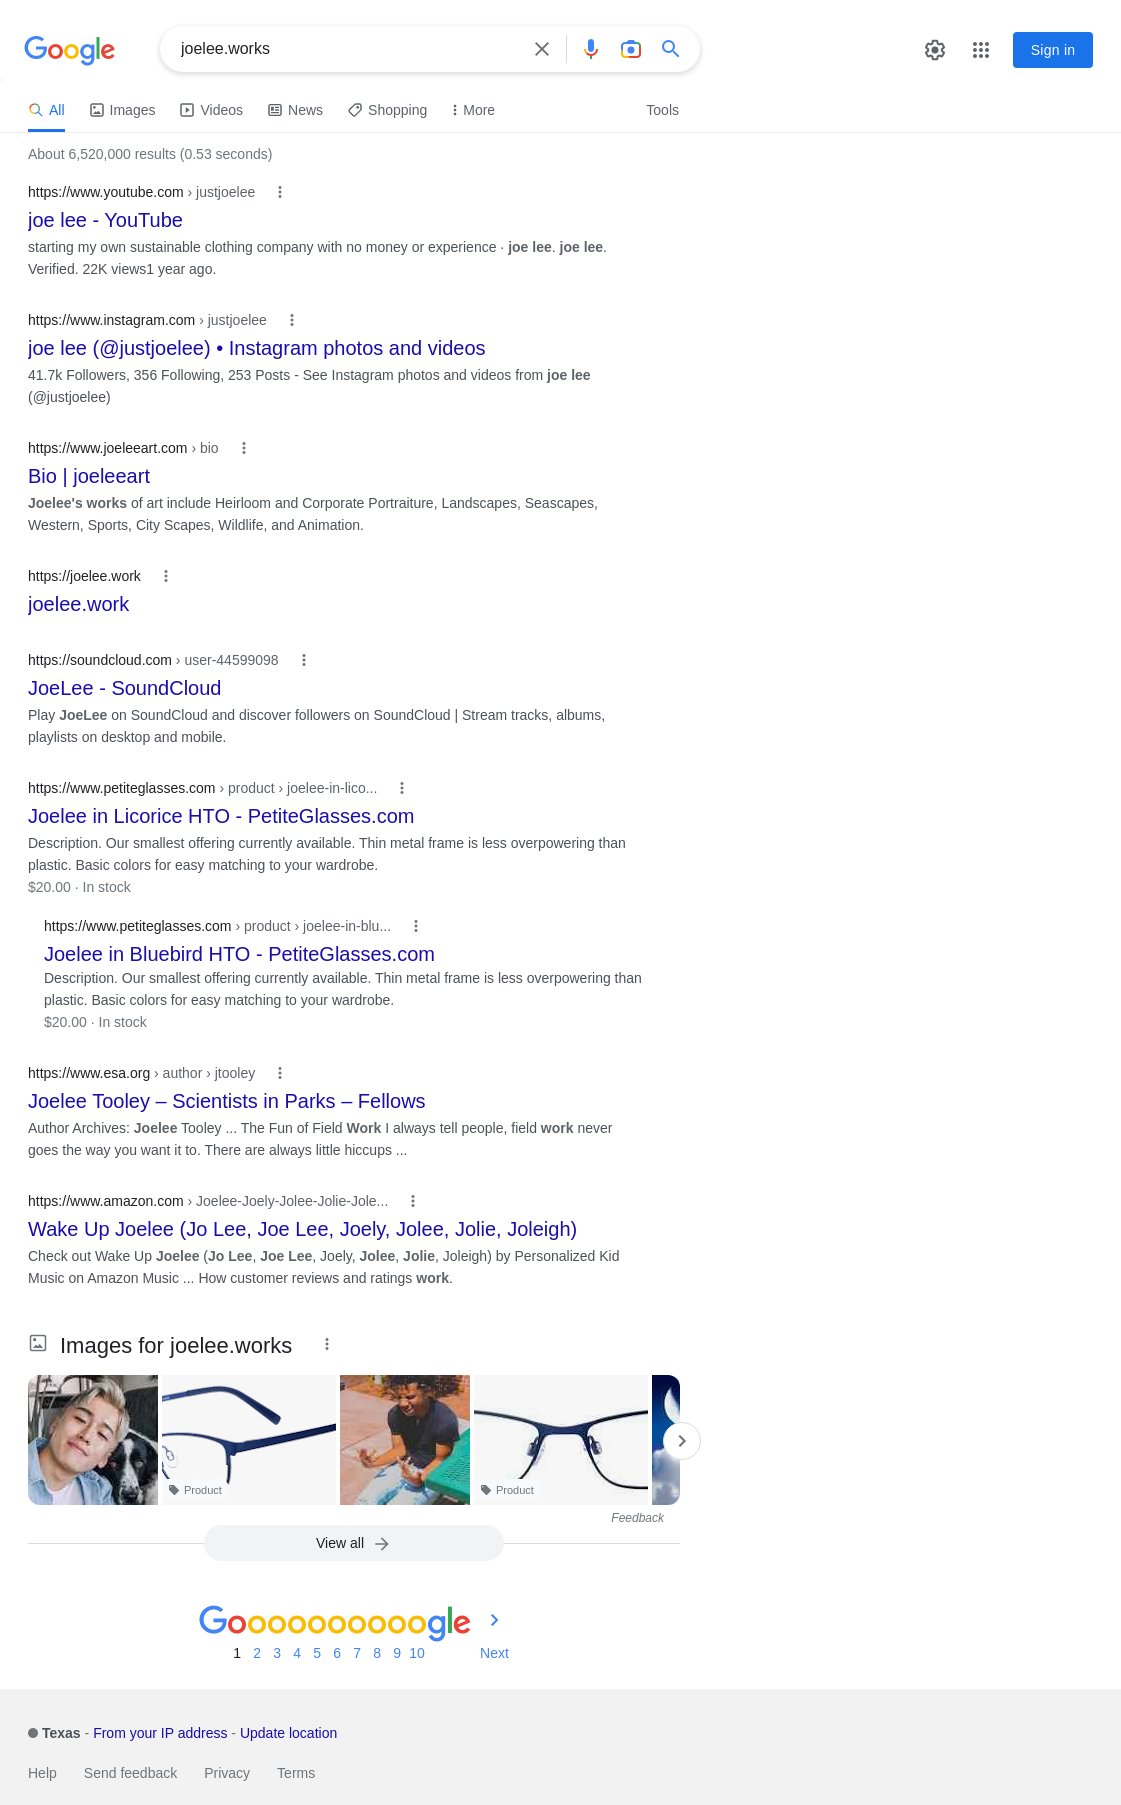 Google
joelee.works
Sign in
All
Images
Videos
News
Shopping
More
Tools
About 6,520,000 results (0.53 seconds)
https://www.youtube.com › justjoelee
joe lee - YouTube
starting my own sustainable clothing company with no money or experience · joe lee. joe lee.
Verified. 22K views1 year ago.
https://www.instagram.com › justjoelee
joe lee (@justjoelee) • Instagram photos and videos
41.7k Followers, 356 Following, 253 Posts - See Instagram photos and videos from joe lee
(@justjoelee)
https://www.joeleeart.com › bio
Bio | joeleeart
Joelee's works of art include Heirloom and Corporate Portraiture, Landscapes, Seascapes,
Western, Sports, City Scapes, Wildlife, and Animation.
https://joelee.work
joelee.work
https://soundcloud.com › user-44599098
JoeLee - SoundCloud
Play JoeLee on SoundCloud and discover followers on SoundCloud | Stream tracks, albums,
playlists on desktop and mobile.
https://www.petiteglasses.com › product › joelee-in-lico...
Joelee in Licorice HTO - PetiteGlasses.com
Description. Our smallest offering currently available. Thin metal frame is less overpowering than
plastic. Basic colors for easy matching to your wardrobe.
$20.00 · In stock
https://www.petiteglasses.com › product › joelee-in-blu...
Joelee in Bluebird HTO - PetiteGlasses.com
Description. Our smallest offering currently available. Thin metal frame is less overpowering than
plastic. Basic colors for easy matching to your wardrobe.
$20.00 · In stock
https://www.esa.org › author › jtooley
Joelee Tooley – Scientists in Parks – Fellows
Author Archives: Joelee Tooley ... The Fun of Field Work I always tell people, field work never
goes the way you want it to. There are always little hiccups ...
https://www.amazon.com › Joelee-Joely-Jolee-Jolie-Jole...
Wake Up Joelee (Jo Lee, Joe Lee, Joely, Jolee, Jolie, Joleigh)
Check out Wake Up Joelee (Jo Lee, Joe Lee, Joely, Jolee, Jolie, Joleigh) by Personalized Kid
Music on Amazon Music ... How customer reviews and ratings work.
Images for joelee.works
Product
Product
Feedback
View all
Goooooooooogle
1 2 3 4 5 6 7 8 9 10 Next
Texas - From your IP address - Update location
Help Send feedback Privacy Terms